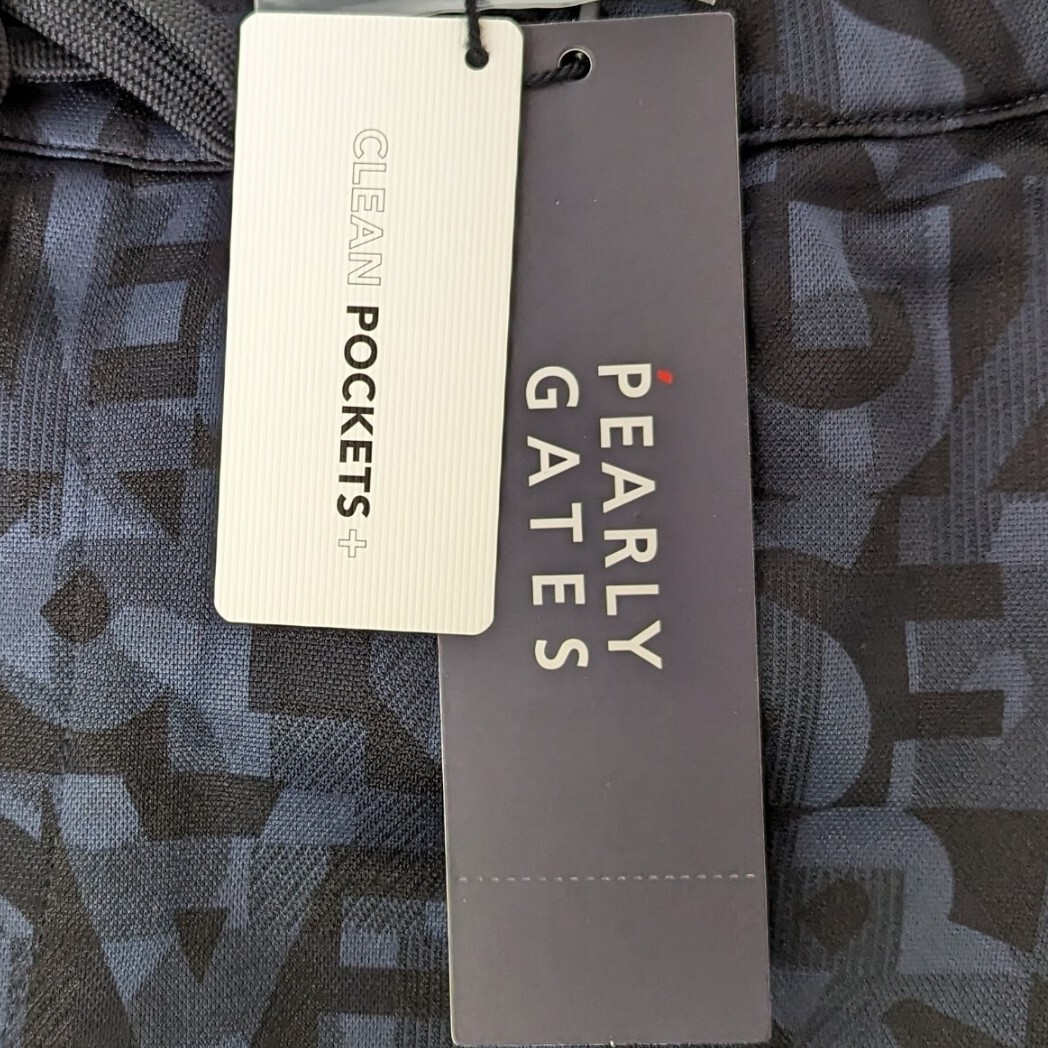 CLEAN POCKETS +
PEARLY
GATES